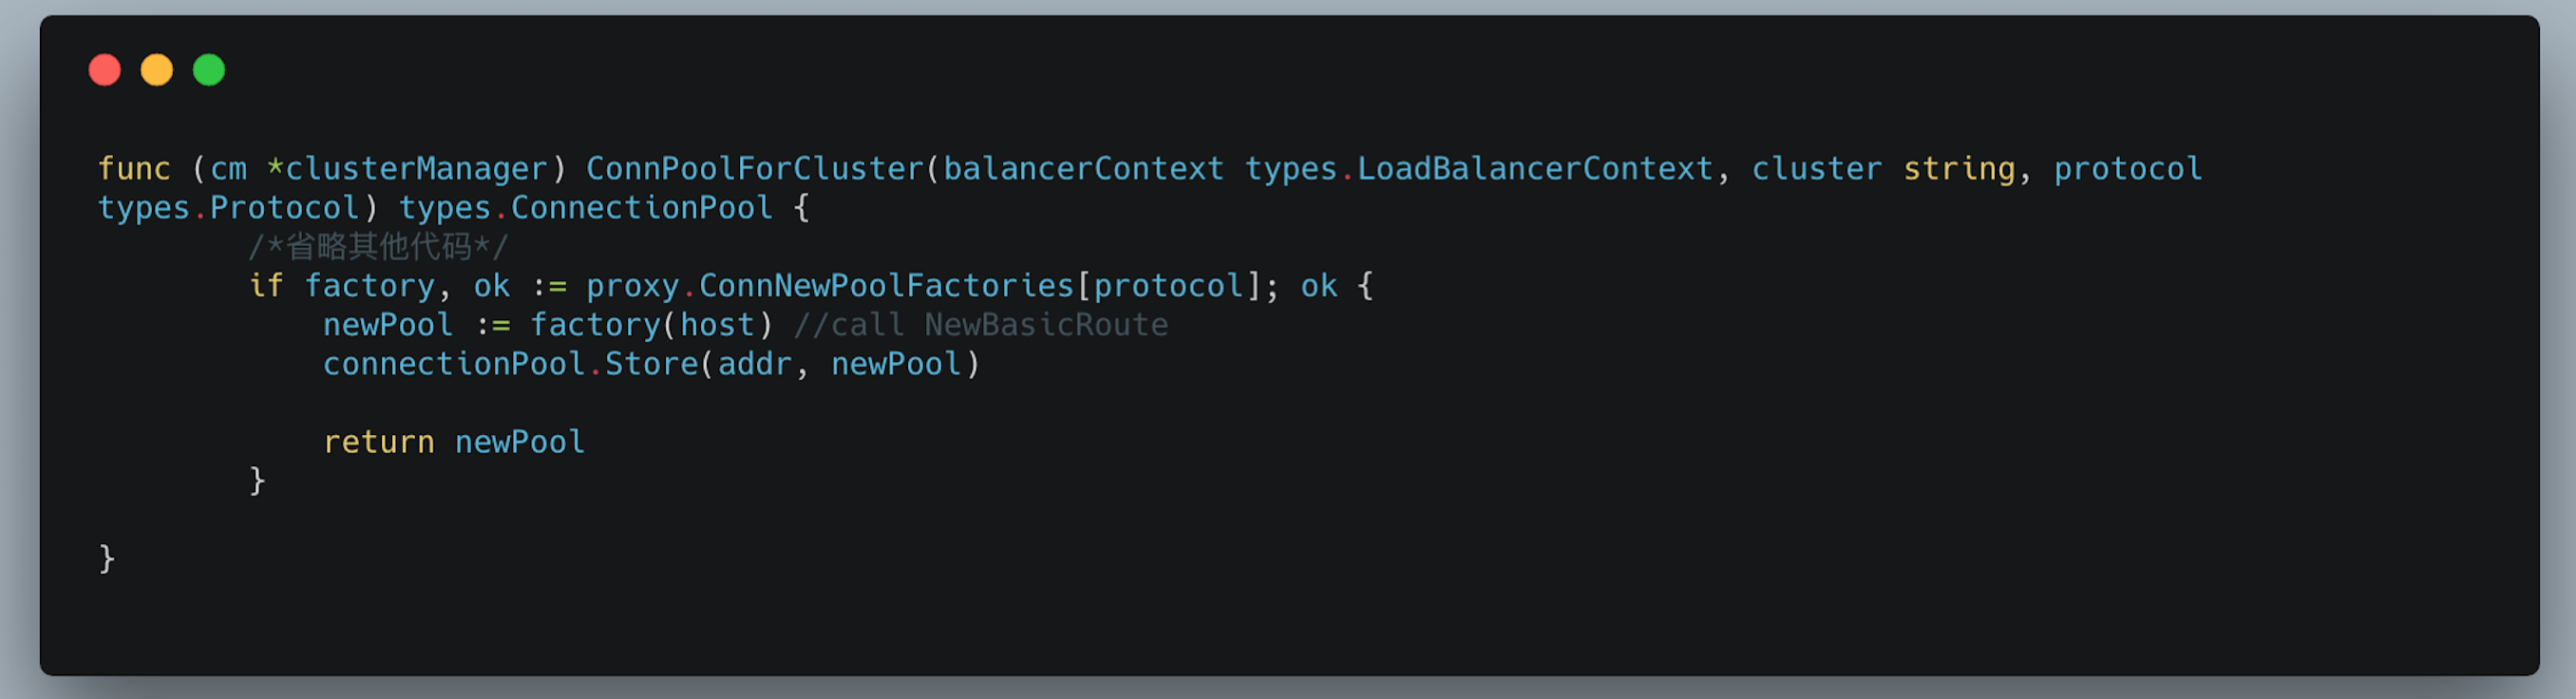 func (cm *clusterManager) ConnPoolForCluster(balancerContext types.LoadBalancerContext, cluster string, protocol
types.Protocol) types.ConnectionPool {
/*省略其他代码*/
if factory, ok := proxy.ConnNewPoolFactories[protocol]; ok {
newPool := factory(host) //call NewBasicRoute
connectionPool.Store(addr, newPool)
return newPool
}
}